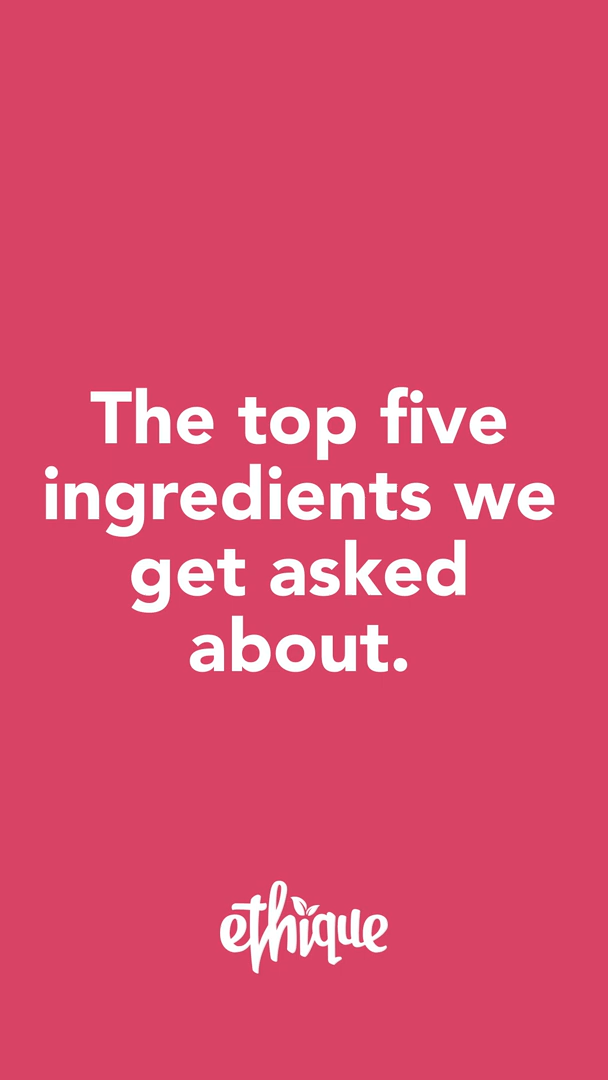 The top five
ingredients we
get asked
about.
ethique